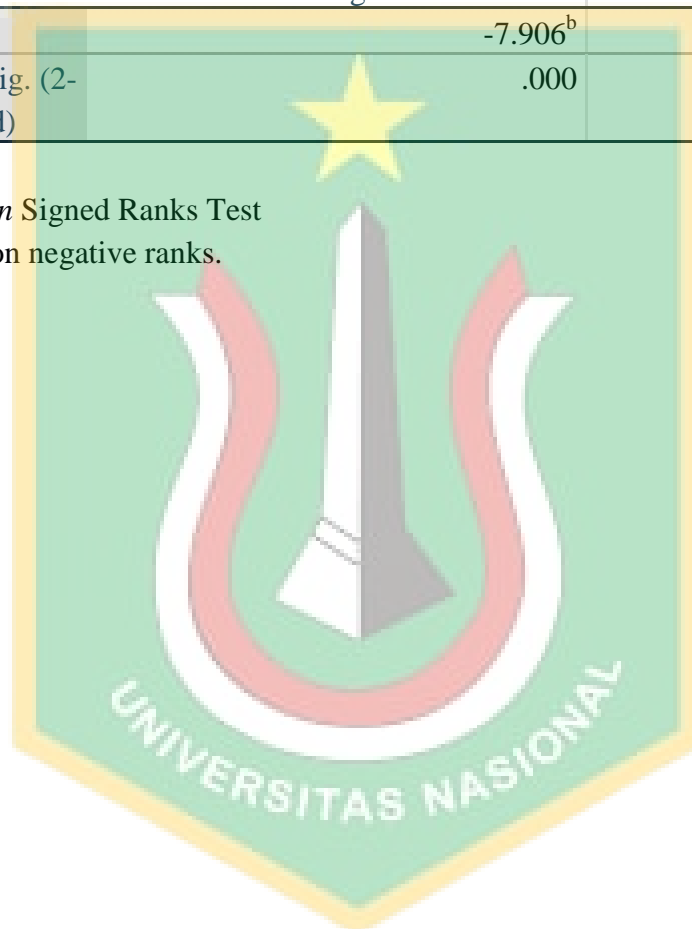 -7.906b
ig. (2-
.000
d)
n Signed Ranks Test
on negative ranks.
UNIVERSITAS NASIONAL